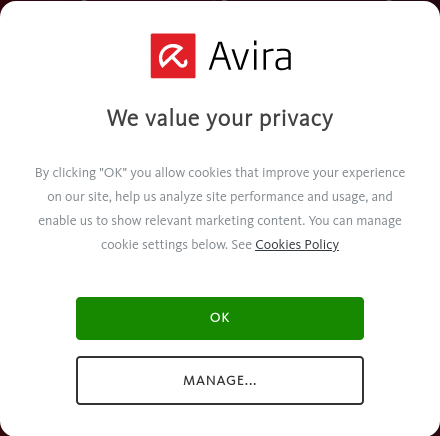 Avira
We value your privacy
By clicking "OK" you allow cookies that improve your experience
on our site, help us analyze site performance and usage, and
enable us to show relevant marketing content. You can manage
cookie settings below. See Cookies Policy
OK
MANAGE...